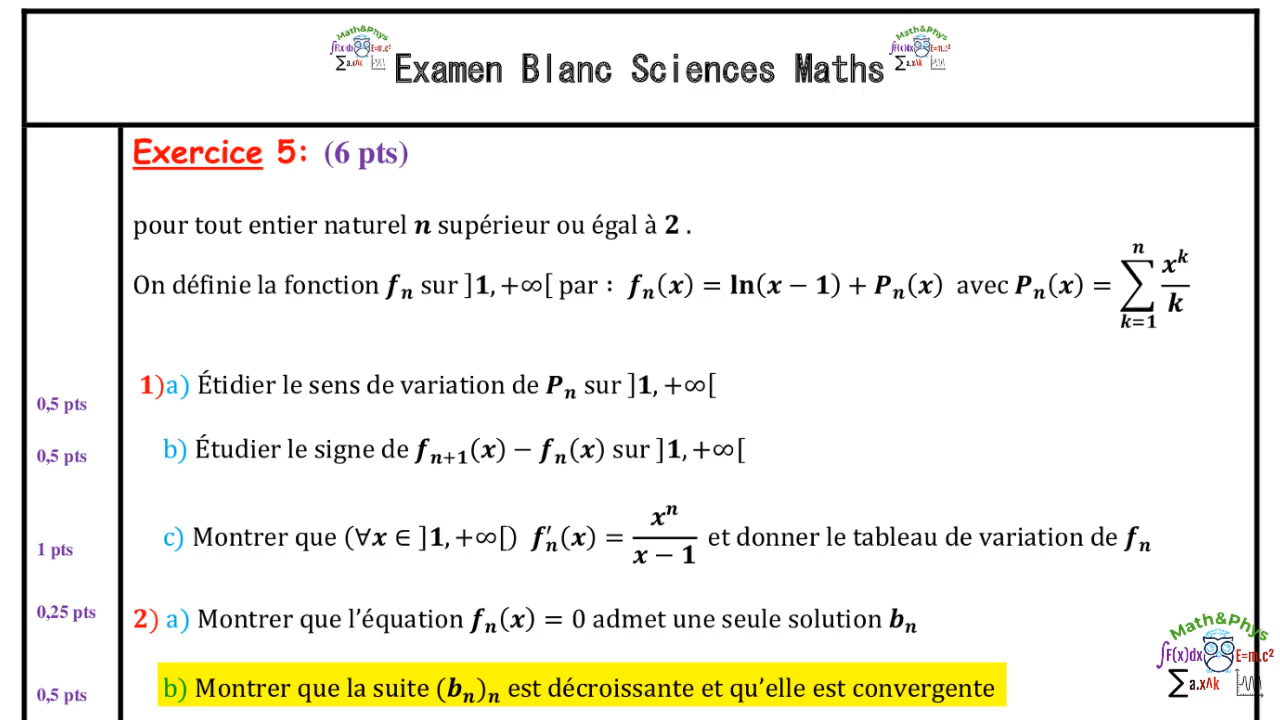 Math&Phys
∫F(x)dx E=m.c²
∑a.x^k
Examen Blanc Sciences Maths
Math&Phys
∫F(x)dx E=m.c²
∑a.x^k
Exercice 5: (6 pts)
pour tout entier naturel n supérieur ou égal à 2 .
On définie la fonction fₙ sur ]1, +∞[ par : fₙ(x) = ln(x − 1) + Pₙ(x) avec Pₙ(x) = ∑_{k=1}^{n} x^k/k
0,5 pts 1)a) Étidier le sens de variation de Pₙ sur ]1, +∞[
0,5 pts b) Étudier le signe de fₙ₊₁(x) − fₙ(x) sur ]1, +∞[
1 pts c) Montrer que (∀x ∈ ]1, +∞[) f′ₙ(x) = xⁿ/(x − 1) et donner le tableau de variation de fₙ
0,25 pts 2) a) Montrer que l’équation fₙ(x) = 0 admet une seule solution bₙ
0,5 pts b) Montrer que la suite (bₙ)ₙ est décroissante et qu’elle est convergente
Math&Phys
∫F(x)dx E=m.c²
∑a.x^k